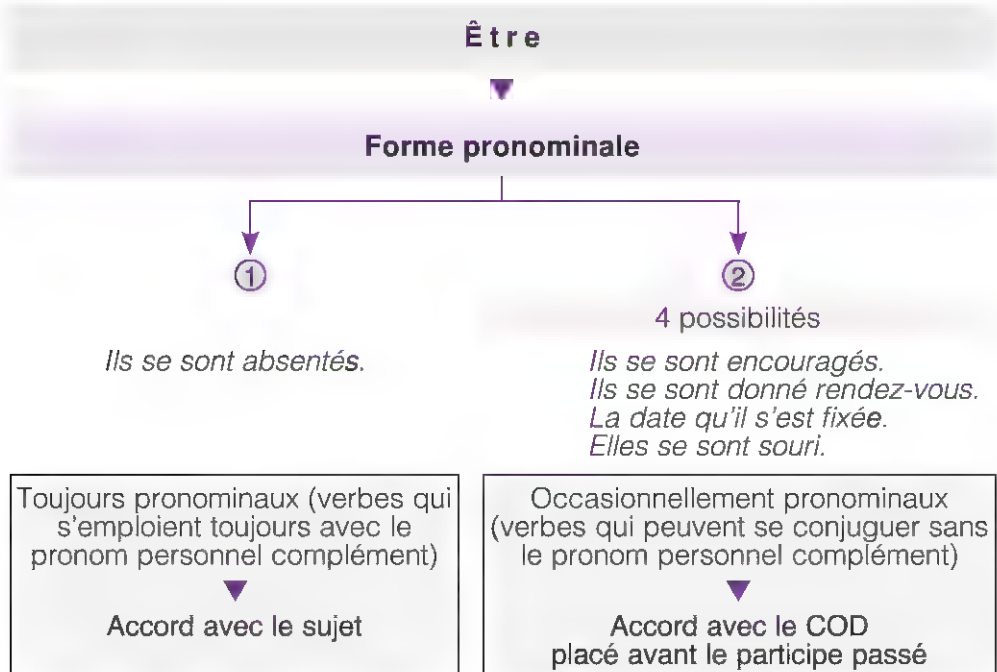 Être
Forme pronominale
①
Ils se sont absentés.
②
4 possibilités
Ils se sont encouragés.
Ils se sont donné rendez-vous.
La date qu'il s'est fixée.
Elles se sont souri.
Toujours pronominaux (verbes qui
s'emploient toujours avec le
pronom personnel complément)
Accord avec le sujet
Occasionnellement pronominaux
(verbes qui peuvent se conjuguer sans
le pronom personnel complément)
Accord avec le COD
placé avant le participe passé